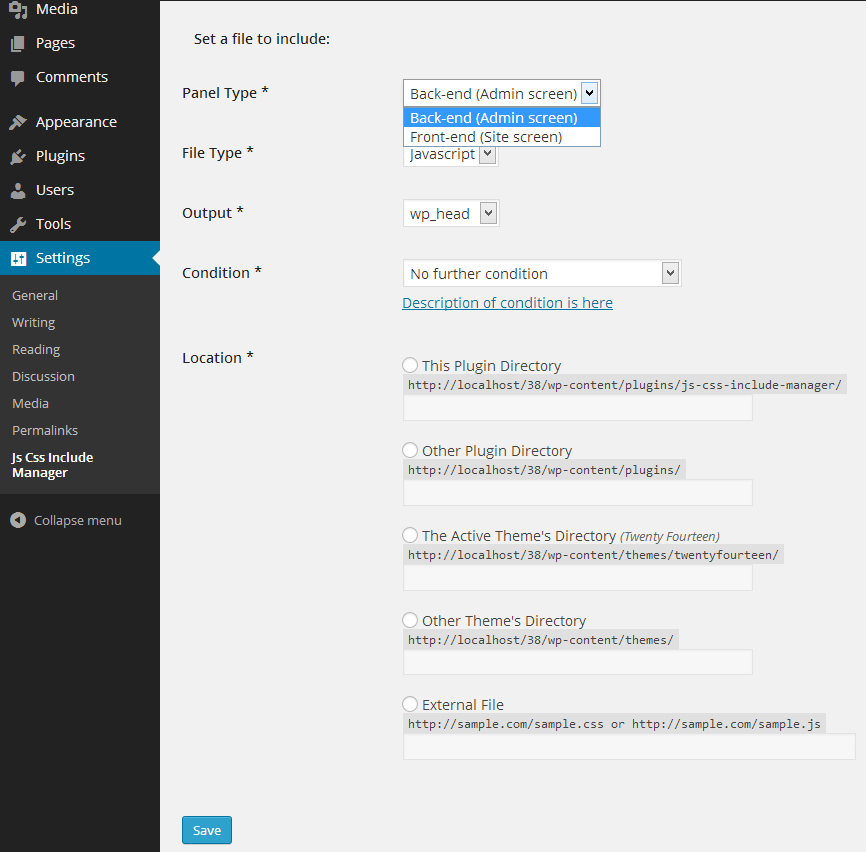 Media
Pages
Comments
Appearance
Plugins
Users
Tools
Settings
General
Writing
Reading
Discussion
Media
Permalinks
Js Css Include
Manager
Collapse menu
Set a file to include:
Panel Type *
Back-end (Admin screen)
Back-end (Admin screen)
Front-end (Site screen)
File Type *
Javascript
Output *
wp_head
Condition *
No further condition
Description of condition is here
Location *
This Plugin Directory
http://localhost/38/wp-content/plugins/js-css-include-manager/
Other Plugin Directory
http://localhost/38/wp-content/plugins/
The Active Theme's Directory (Twenty Fourteen)
http://localhost/38/wp-content/themes/twentyfourteen/
Other Theme's Directory
http://localhost/38/wp-content/themes/
External File
http://sample.com/sample.css or http://sample.com/sample.js
Save